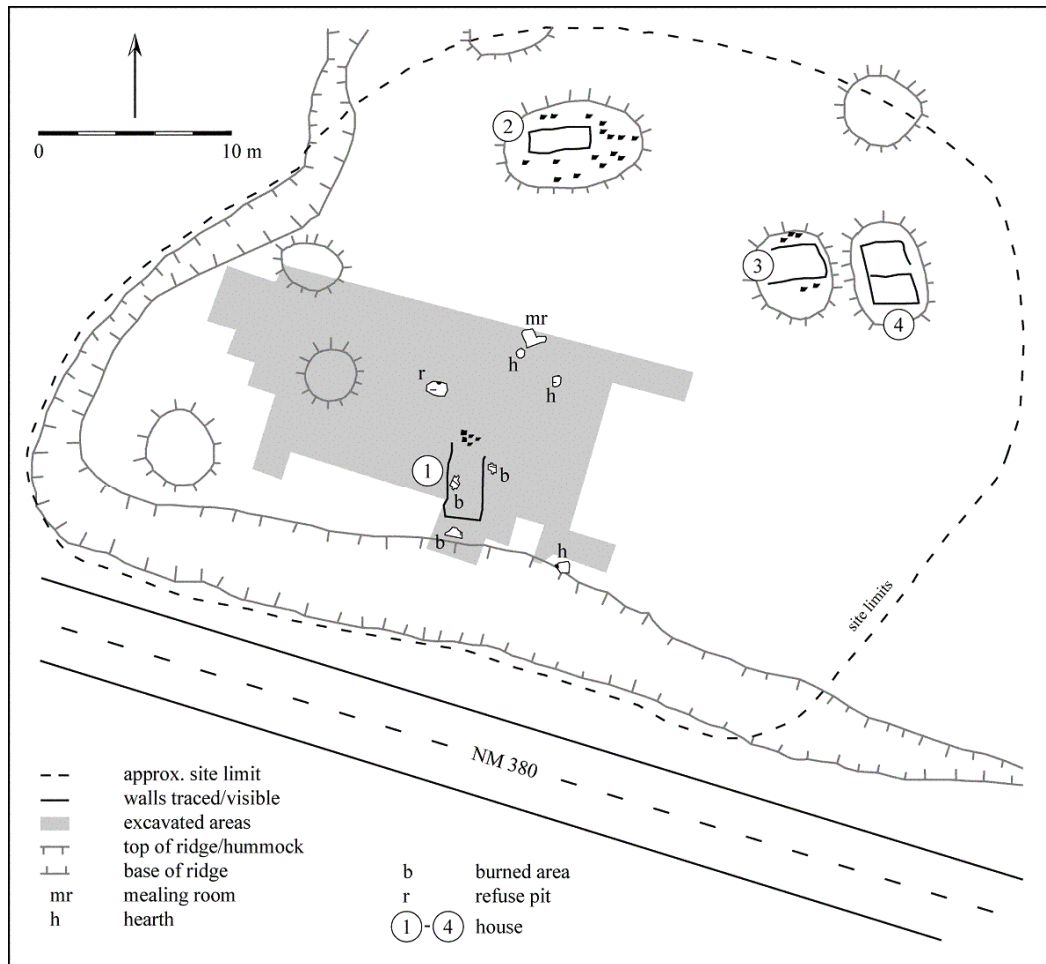 0 10 m
2
3
4
mr
h
r
h
1
b
b
b
h
site limits
NM 380
approx. site limit
walls traced/visible
excavated areas
top of ridge/hummock
base of ridge
mr mealing room
h hearth
b burned area
r refuse pit
1 - 4 house